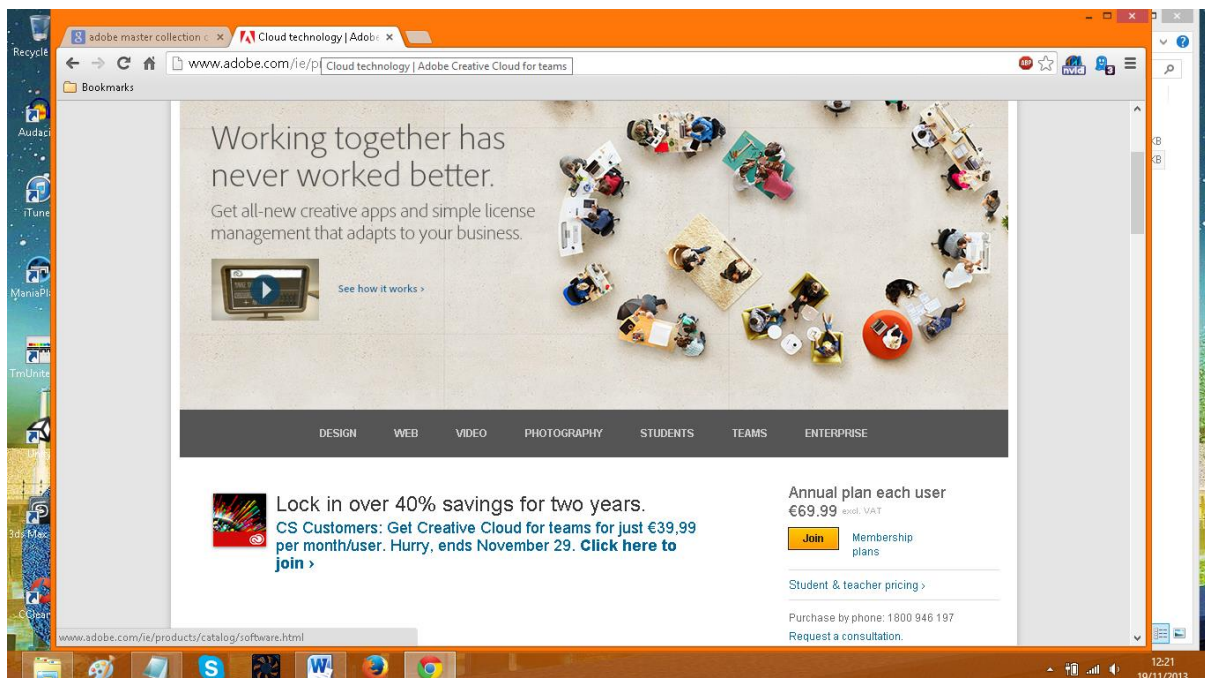 Recycle
adobe master collection c
Cloud technology | Adobe
www.adobe.com/ie/p
Cloud technology | Adobe Creative Cloud for teams
ABP
nvid
3
Bookmarks
Audaci
KB
KB
iTune
ManiaPl
TmUnite
3ds Max
CClean
Working together has
never worked better.
Get all-new creative apps and simple license
management that adapts to your business.
See how it works ›
DESIGN WEB VIDEO PHOTOGRAPHY STUDENTS TEAMS ENTERPRISE
Lock in over 40% savings for two years.
CS Customers: Get Creative Cloud for teams for just €39,99
per month/user. Hurry, ends November 29. Click here to
join ›
Annual plan each user
€69.99 excl. VAT
Join
Membership
plans
Student & teacher pricing ›
Purchase by phone: 1800 946 197
Request a consultation.
www.adobe.com/ie/products/catalog/software.html
12:21
19/11/2013